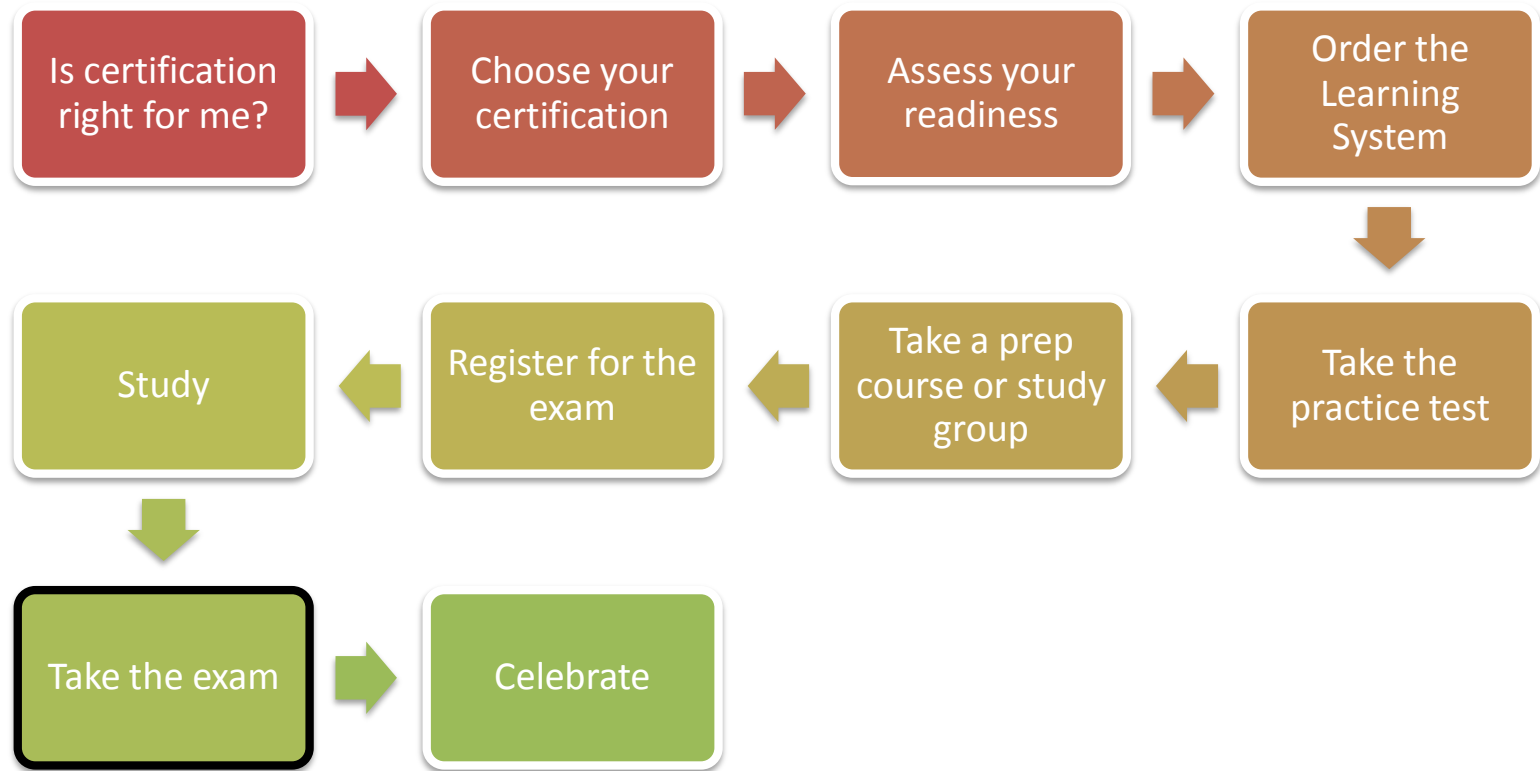 Is certification
right for me?
Choose your
certification
Assess your
readiness
Order the
Learning
System
Take the
practice test
Take a prep
course or study
group
Register for the
exam
Study
Take the exam
Celebrate